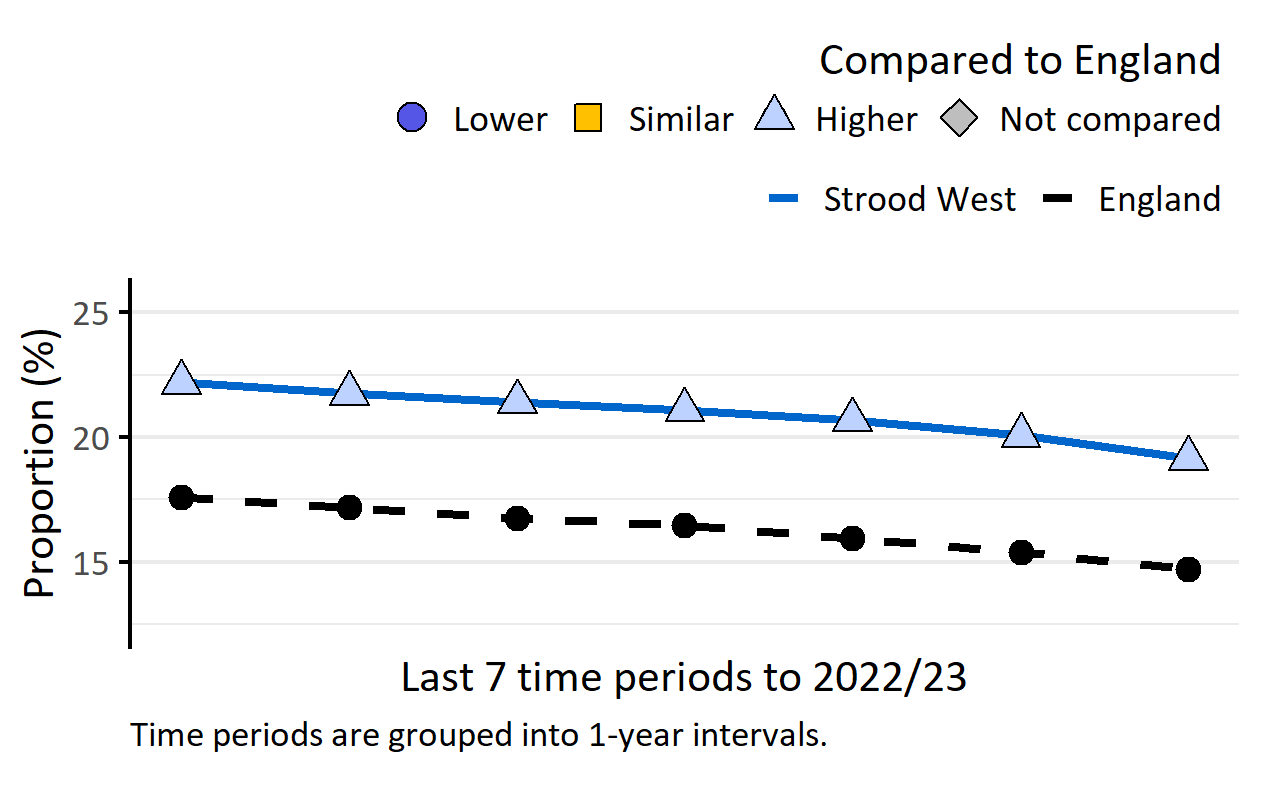 Compared to England
Lower Similar Higher Not compared
Strood West England
Proportion (%)
25
20
15
Last 7 time periods to 2022/23
Time periods are grouped into 1-year intervals.